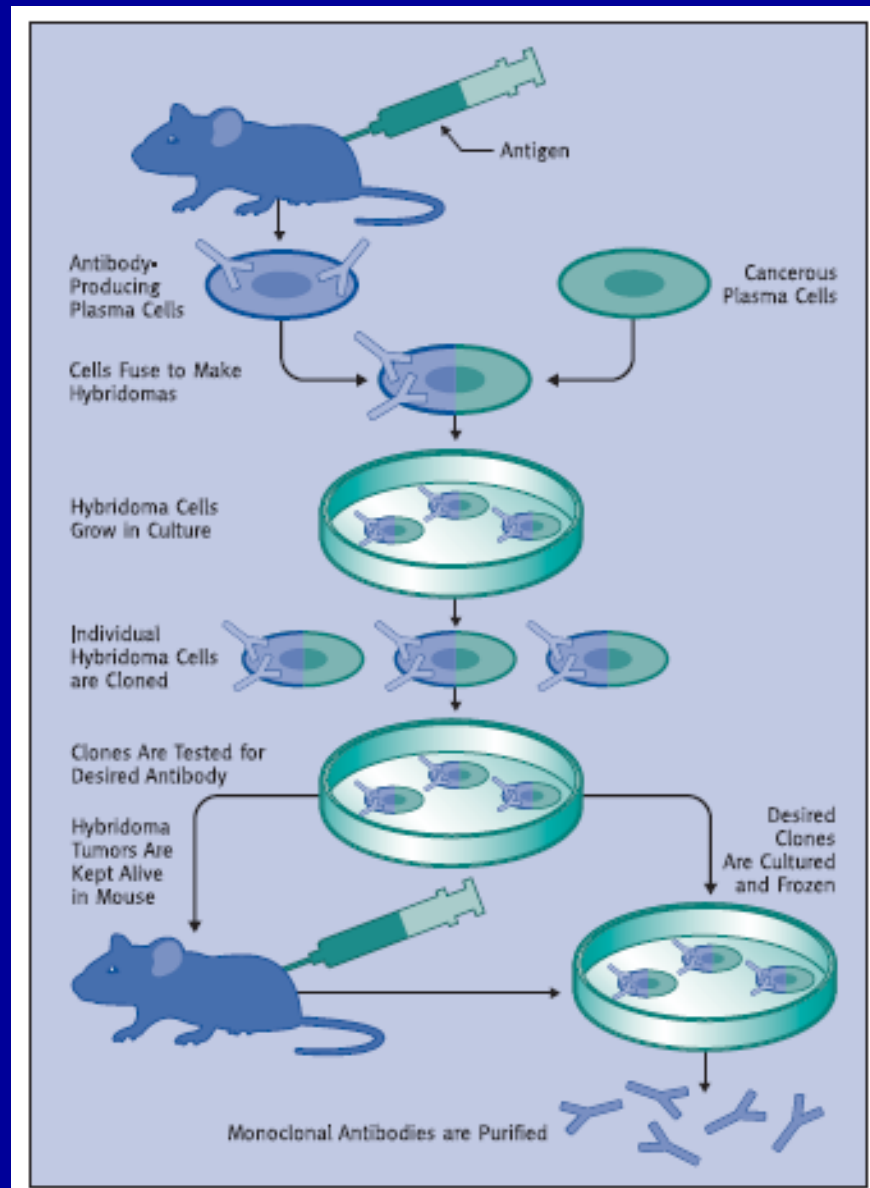 Antigen
Antibody-
Producing
Plasma Cells
Cancerous
Plasma Cells
Cells Fuse to Make
Hybridomas
Hybridoma Cells
Grow in Culture
Individual
Hybridoma Cells
are Cloned
Clones Are Tested for
Desired Antibody
Hybridoma
Tumors Are
Kept Alive
in Mouse
Desired
Clones
Are Cultured
and Frozen
Monoclonal Antibodies are Purified